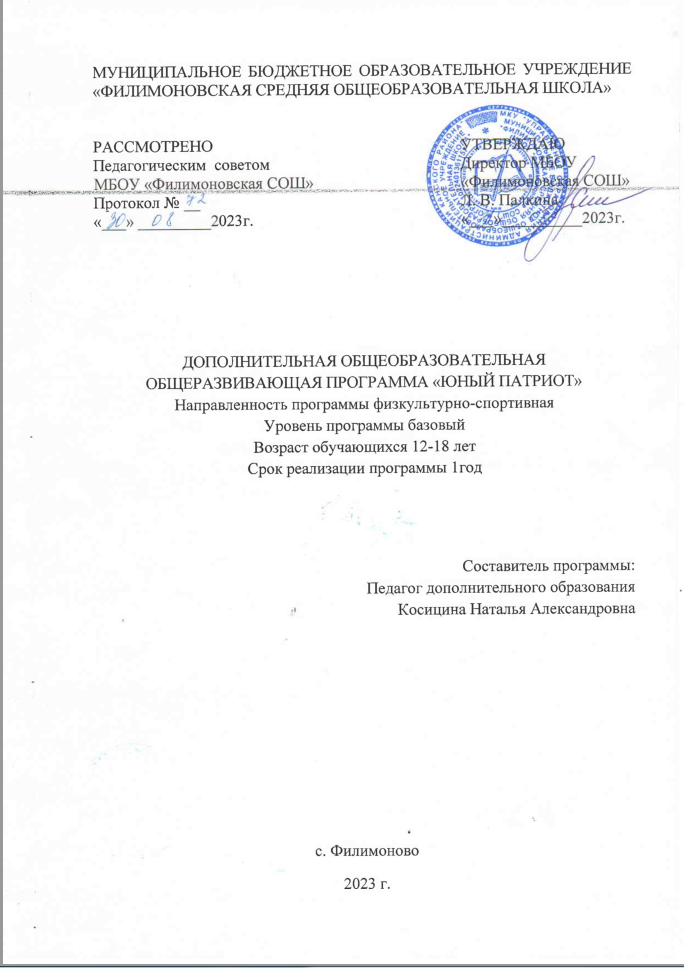 МУНИЦИПАЛЬНОЕ БЮДЖЕТНОЕ ОБРАЗОВАТЕЛЬНОЕ УЧРЕЖДЕНИЕ
«ФИЛИМОНОВСКАЯ СРЕДНЯЯ ОБЩЕОБРАЗОВАТЕЛЬНАЯ ШКОЛА»
РАССМОТРЕНО
Педагогическим советом
МБОУ «Филимоновская СОШ»
Протокол № 72
«30» 08 2023г.
УТВЕРЖДАЮ
Директор МБОУ
«Филимоновская СОШ»
Л. В. Палкина
«___» 2023г.
ДОПОЛНИТЕЛЬНАЯ ОБЩЕОБРАЗОВАТЕЛЬНАЯ
ОБЩЕРАЗВИВАЮЩАЯ ПРОГРАММА «ЮНЫЙ ПАТРИОТ»
Направленность программы физкультурно-спортивная
Уровень программы базовый
Возраст обучающихся 12-18 лет
Срок реализации программы 1год
Составитель программы:
Педагог дополнительного образования
Косицина Наталья Александровна
с. Филимоново
2023 г.